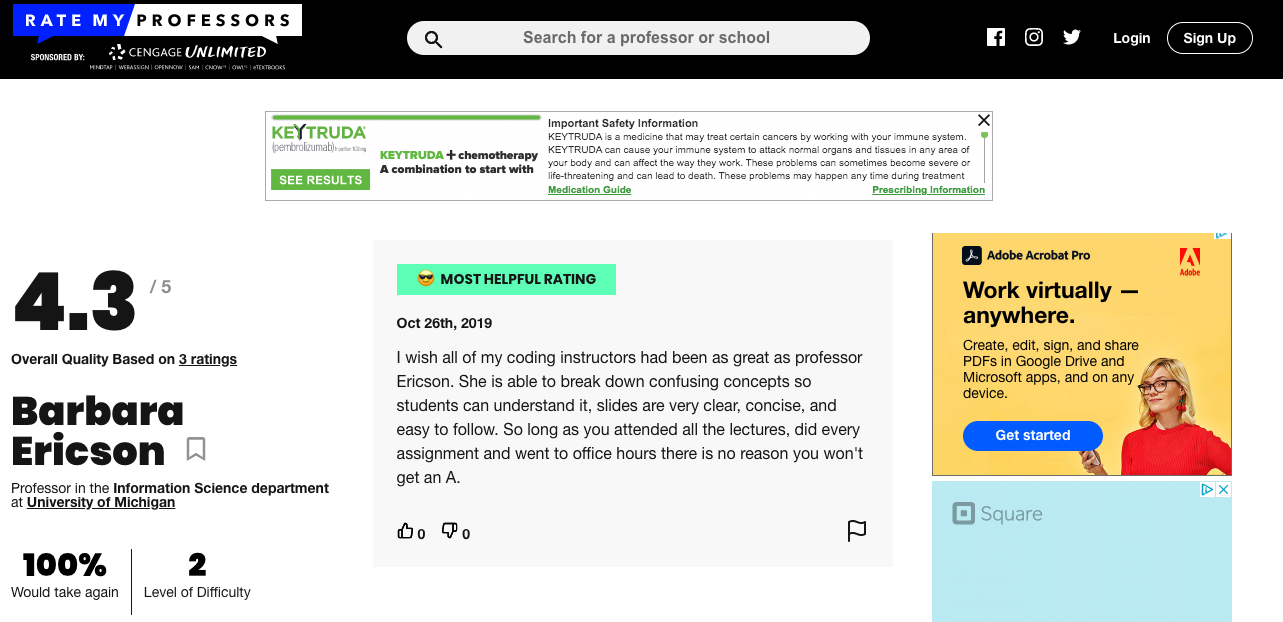 RATE MY PROFESSORS
SPONSORED BY: CENGAGE UNLIMITED
MINDTAP | WEBASSIGN | OPENNOW | SAM | CNOW | OWL | eTEXTBOOKS
Search for a professor or school
Login
Sign Up
KEYTRUDA
(pembrolizumab) Injection 100mg
SEE RESULTS
KEYTRUDA + chemotherapy
A combination to start with
Important Safety Information
KEYTRUDA is a medicine that may treat certain cancers by working with your immune system.
KEYTRUDA can cause your immune system to attack normal organs and tissues in any area of
your body and can affect the way they work. These problems can sometimes become severe or
life-threatening and can lead to death. These problems may happen any time during treatment
Medication Guide
Prescribing Information
4.3 / 5
Overall Quality Based on 3 ratings
Barbara
Ericson
Professor in the Information Science department
at University of Michigan
100%
Would take again
2
Level of Difficulty
😎 MOST HELPFUL RATING
Oct 26th, 2019
I wish all of my coding instructors had been as great as professor
Ericson. She is able to break down confusing concepts so
students can understand it, slides are very clear, concise, and
easy to follow. So long as you attended all the lectures, did every
assignment and went to office hours there is no reason you won't
get an A.
0 0
Adobe Acrobat Pro
Adobe
Work virtually —
anywhere.
Create, edit, sign, and share
PDFs in Google Drive and
Microsoft apps, and on any
device.
Get started
Square